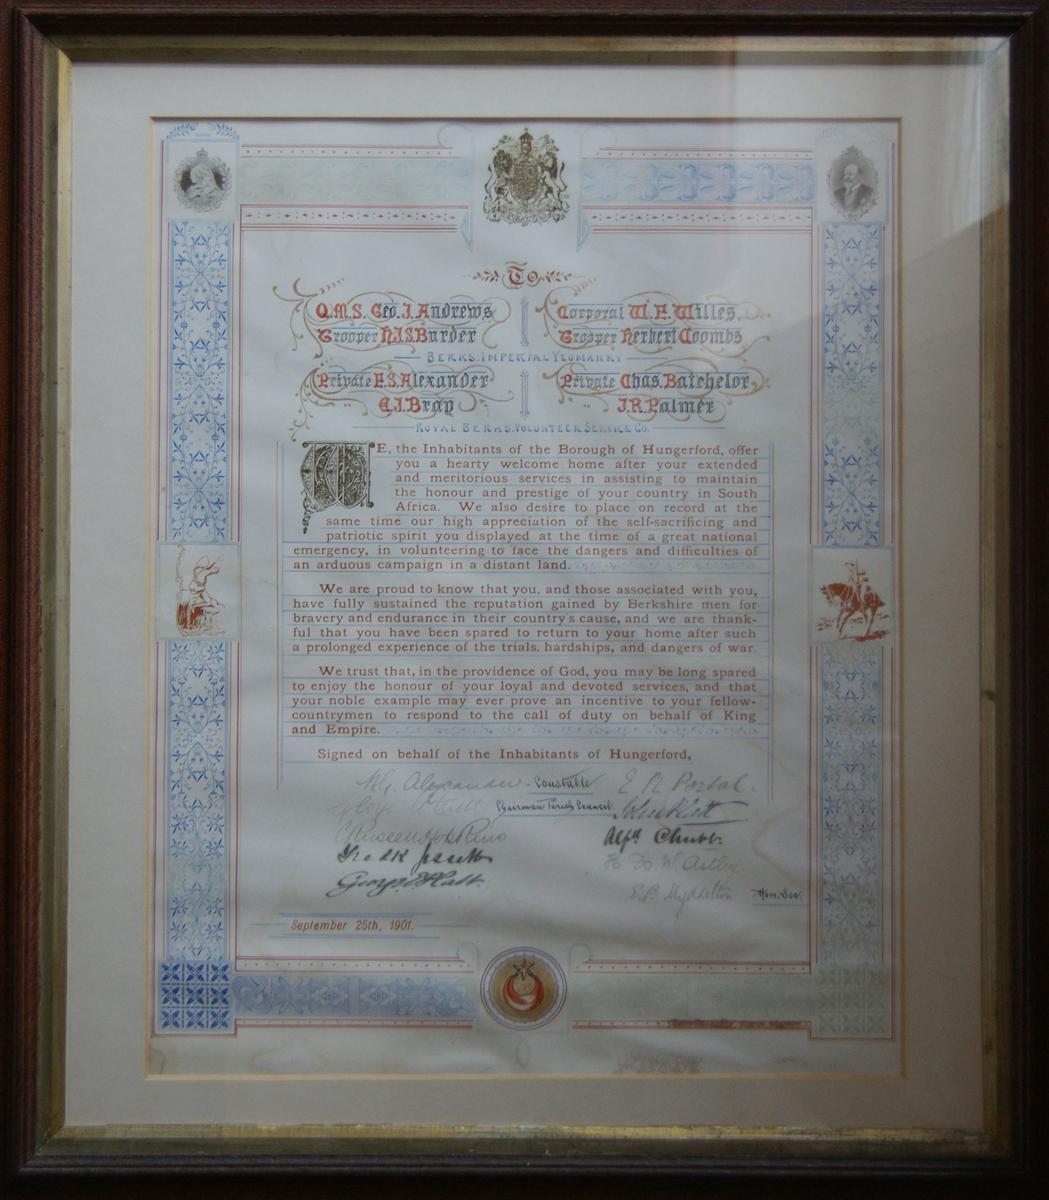 To
Q.M.S. Geo. J. Andrews
Corporal W. E. Willes
Trooper H.J.S. Burder
Trooper Herbert Coombs
BERKS. IMPERIAL YEOMANRY
Private E.S. Alexander
Private Chas. Batchelor
E.J. Bray
J.R. Palmer
ROYAL BERKS. VOLUNTEER SERVICE CO.
WE, the Inhabitants of the Borough of Hungerford, offer
you a hearty welcome home after your extended
and meritorious services in assisting to maintain
the honour and prestige of your country in South
Africa. We also desire to place on record at the
same time our high appreciation of the self-sacrificing and
patriotic spirit you displayed at the time of a great national
emergency, in volunteering to face the dangers and difficulties of
an arduous campaign in a distant land.
We are proud to know that you, and those associated with you,
have fully sustained the reputation gained by Berkshire men for
bravery and endurance in their country's cause, and we are thank-
ful that you have been spared to return to your home after such
a prolonged experience of the trials, hardships, and dangers of war.
We trust that, in the providence of God, you may be long spared
to enjoy the honour of your loyal and devoted services, and that
your noble example may ever prove an incentive to your fellow-
countrymen to respond to the call of duty on behalf of King
and Empire.
Signed on behalf of the Inhabitants of Hungerford,
Alexander - Constable
E R Portal.
Chairman Parish Council
John Platt
Alfd Chubb.
H. D. W. Astley
George Platt.
E.P. Myddelton Hon. Sec.
September 25th, 1901.